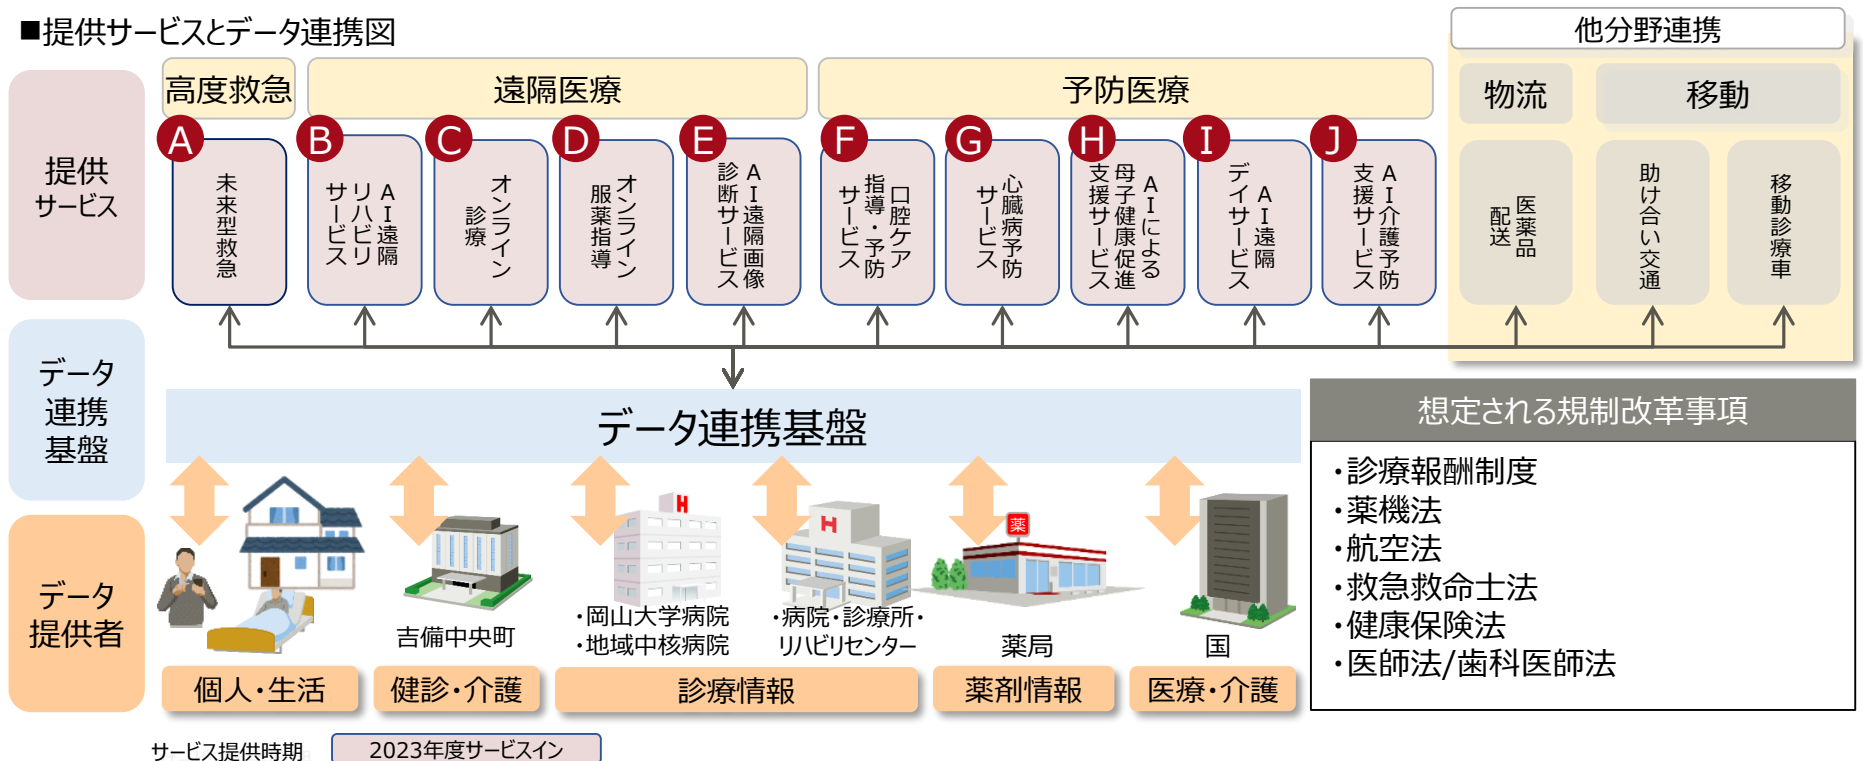 ■提供サービスとデータ連携図
他分野連携
提供
サービス
高度救急
遠隔医療
予防医療
物流
移動
A
未来型救急
B
AI遠隔
リハビリ
サービス
C
オンライン
診療
D
オンライン
服薬指導
E
AI遠隔画像
診断サービス
F
口腔ケア
指導・予防
サービス
G
心臓病予防
サービス
H
AIによる
母子健康促進
支援サービス
I
AI遠隔
デイサービス
J
AI介護予防
支援サービス
医薬品
配送
助け合い交通
移動診療車
データ
連携
基盤
データ連携基盤
データ
提供者
H
H
薬
吉備中央町
・岡山大学病院
・地域中核病院
・病院・診療所・
リハビリセンター
薬局
国
個人・生活
健診・介護
診療情報
薬剤情報
医療・介護
想定される規制改革事項
・診療報酬制度
・薬機法
・航空法
・救急救命士法
・健康保険法
・医師法/歯科医師法
サービス提供時期
2023年度サービスイン